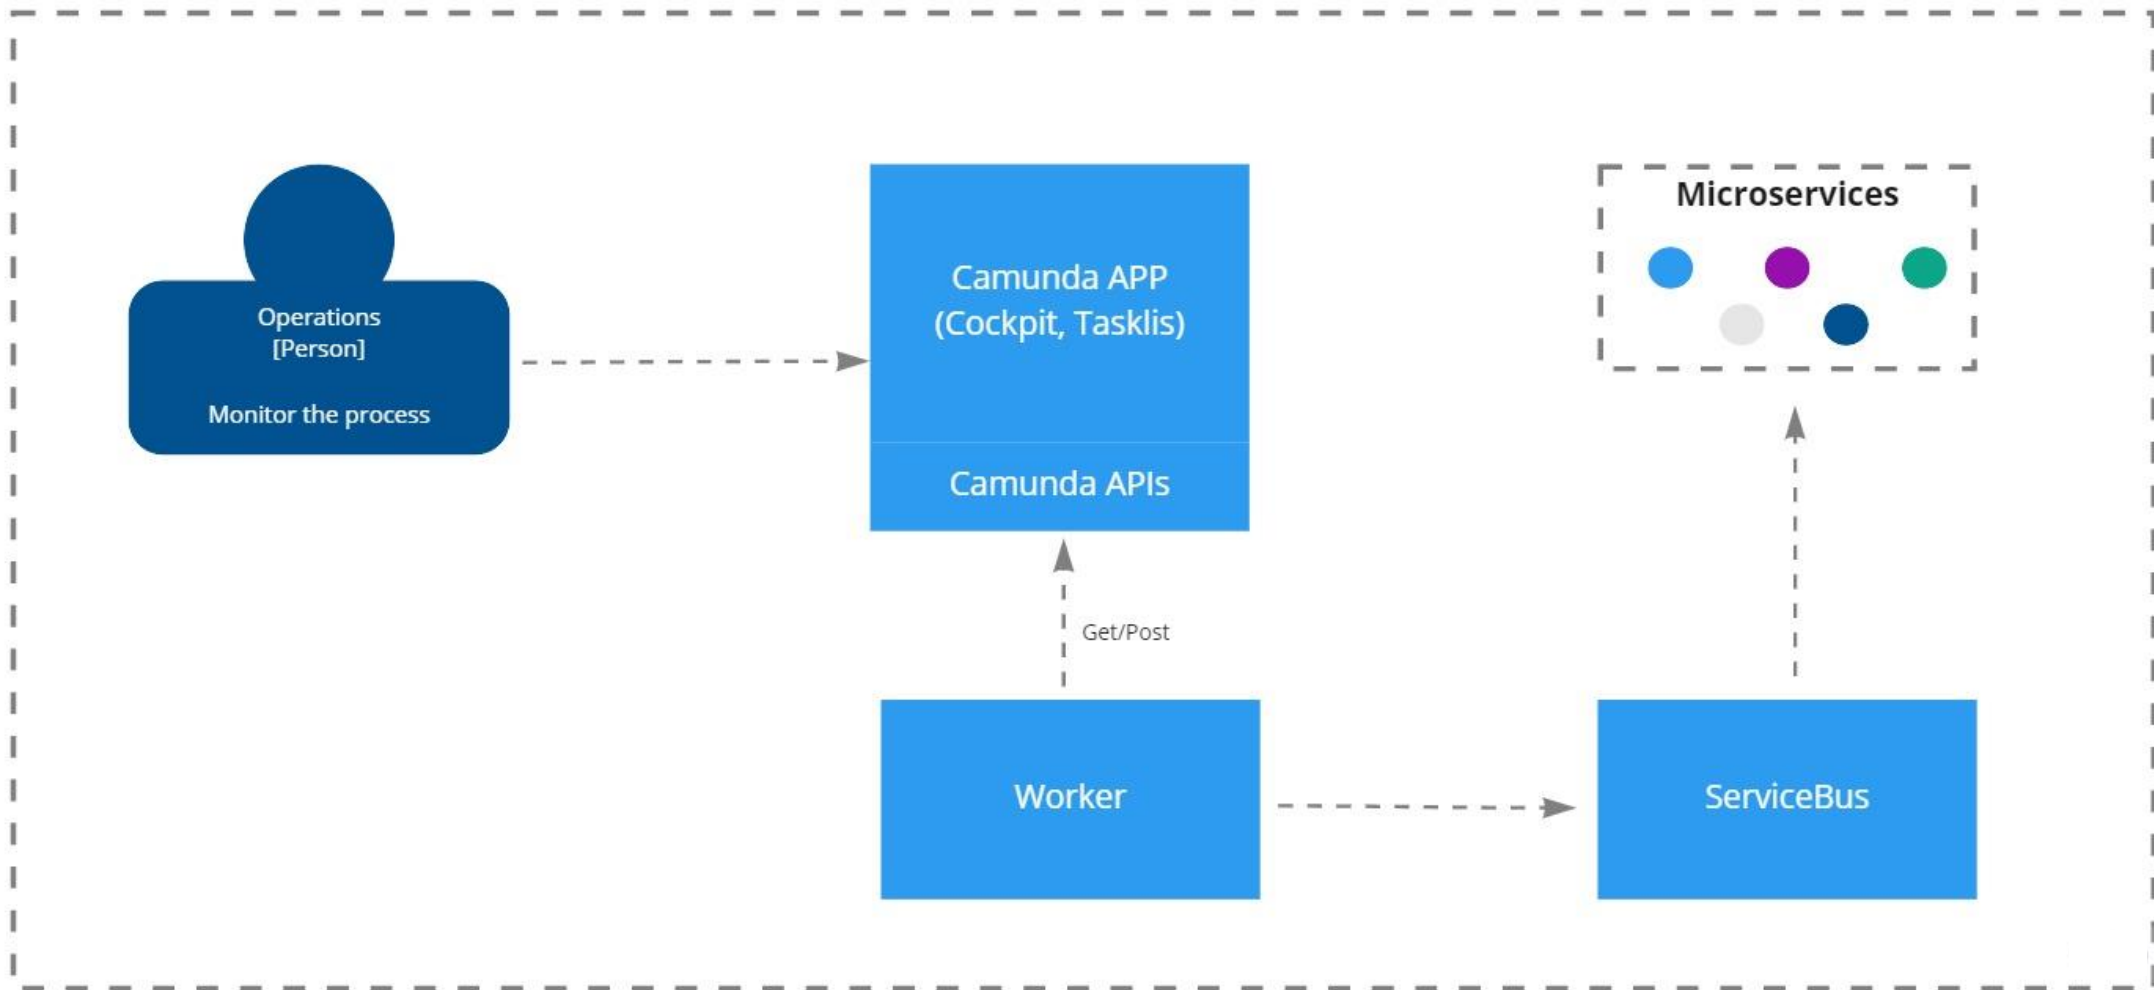 Operations
[Person]
Monitor the process
Camunda APP
(Cockpit, Tasklis)
Camunda APIs
Microservices
Get/Post
Worker
ServiceBus